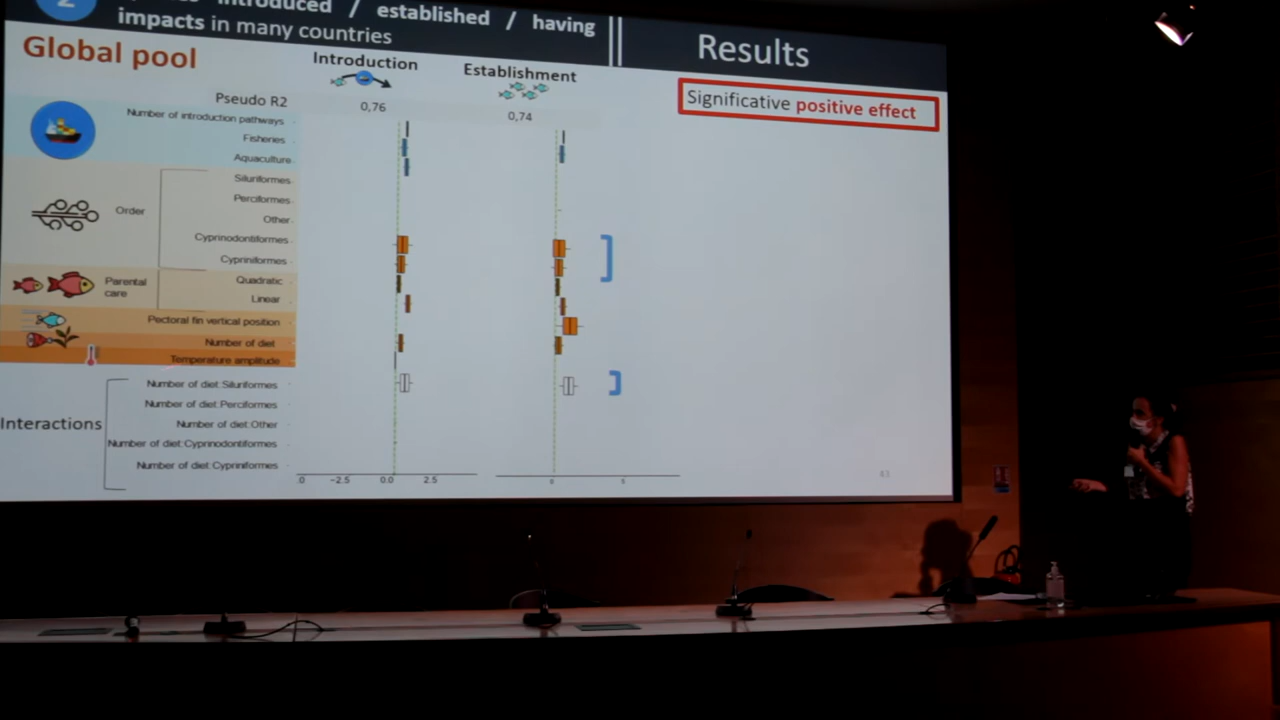 2
introduced / established / having
impacts in many countries
Results
Global pool
Introduction
Establishment
Significative positive effect
Pseudo R2
0,76
0,74
Number of introduction pathways
Fisheries
Aquaculture
Siluriformes
Perciformes
Order
Other
Cyprinodontiformes
Cypriniformes
Parental
care
Quadratic
Linear
Pectoral fin vertical position
Number of diet
Temperature amplitude
Number of diet:Siluriformes
Number of diet:Perciformes
Interactions
Number of diet:Other
Number of diet:Cyprinodontiformes
Number of diet:Cypriniformes
.0 −2.5 0.0 2.5
0 5
43